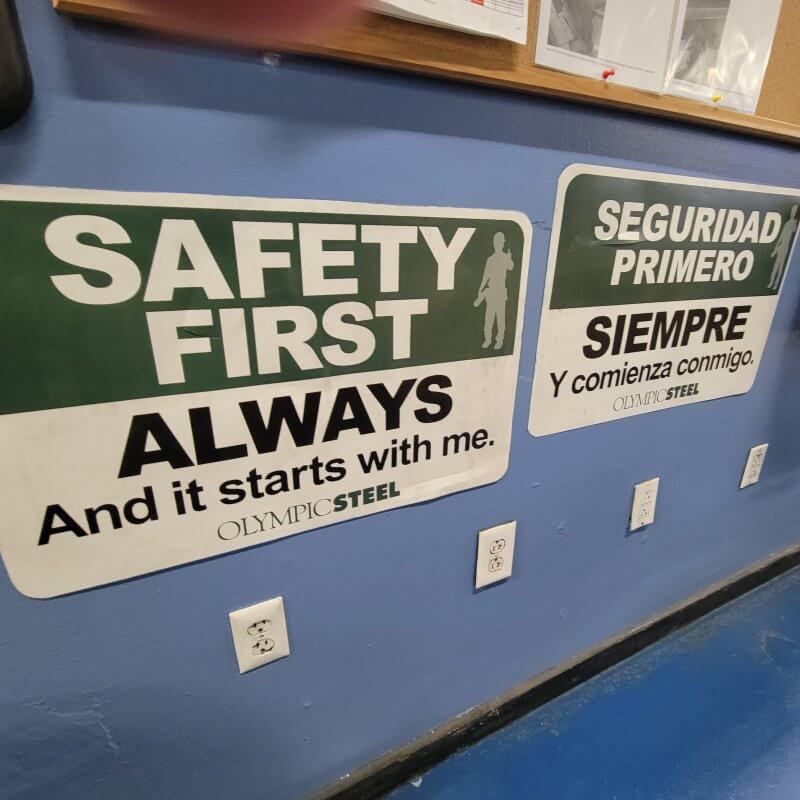 SAFETY
FIRST
ALWAYS
And it starts with me.
OLYMPICSTEEL
SEGURIDAD
PRIMERO
SIEMPRE
Y comienza conmigo.
OLYMPICSTEEL